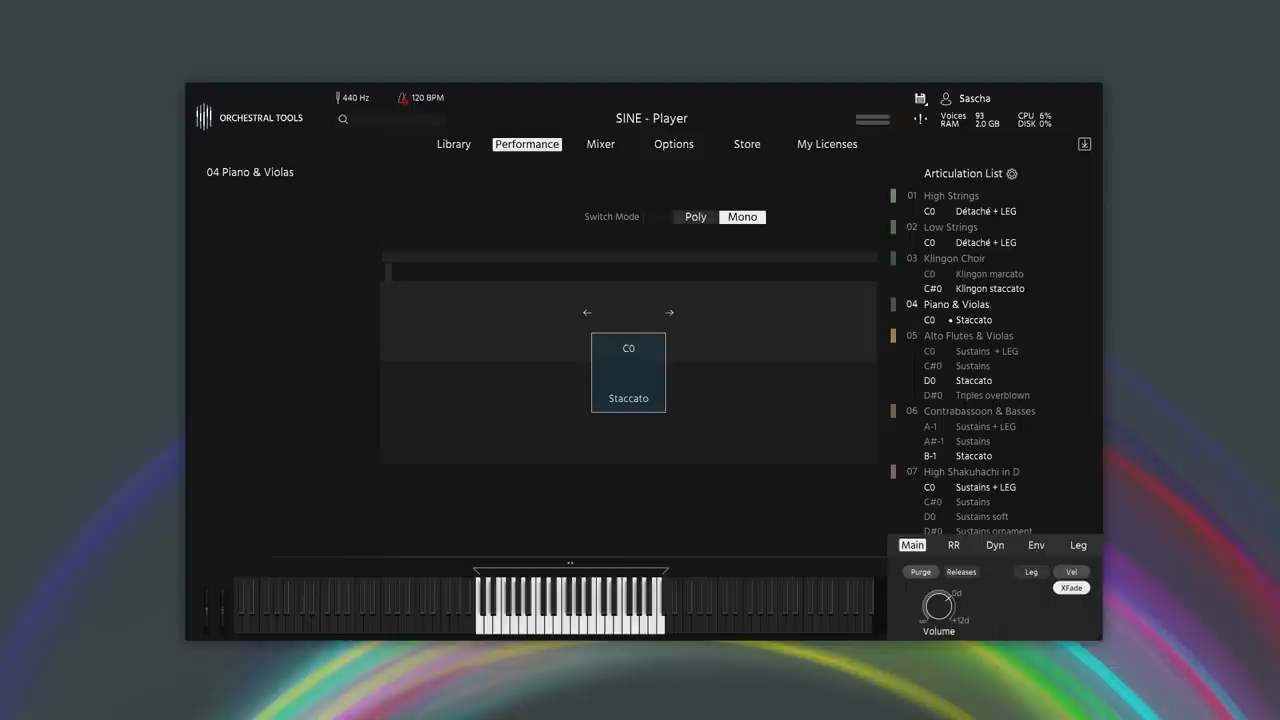 440 Hz
120 BPM
Sascha
ORCHESTRAL TOOLS
SINE - Player
Voices 93
RAM 2.0 GB
CPU 6%
DISK 0%
Library Performance Mixer Options Store My Licenses
04 Piano & Violas
Switch Mode Poly Mono
C0
Staccato
Articulation List
01 High Strings
C0 Détaché + LEG
02 Low Strings
C0 Détaché + LEG
03 Klingon Choir
C0 Klingon marcato
C#0 Klingon staccato
04 Piano & Violas
C0 • Staccato
05 Alto Flutes & Violas
C0 Sustains + LEG
C#0 Sustains
D0 Staccato
D#0 Triples overblown
06 Contrabassoon & Basses
A-1 Sustains + LEG
A#-1 Sustains
B-1 Staccato
07 High Shakuhachi in D
C0 Sustains + LEG
C#0 Sustains
D0 Sustains soft
D#0 Sustains ornament
Main RR Dyn Env Leg
Purge Releases Leg Vel
XFade
0d
∞ +12d
Volume